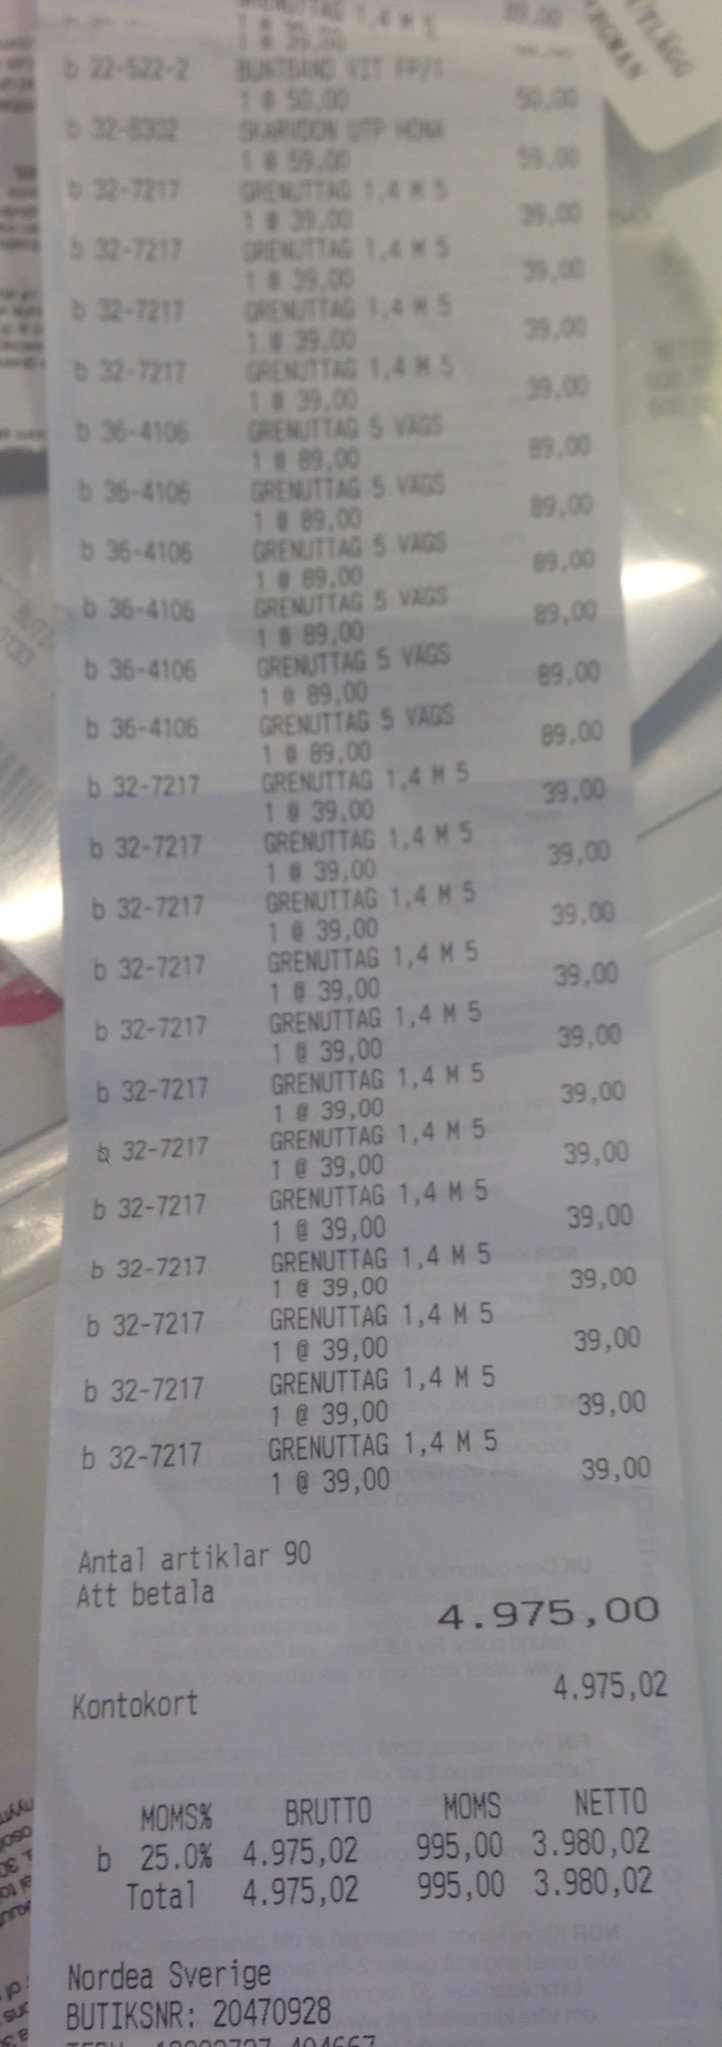 GRENUTTAG 1,4 M 5 89,00
1 @ 39,00
b 22-522-2 BUNTBAND VIT FP/1
1 @ 50,00 50,00
b 32-8302 SKARVDON UTP HONA
1 @ 59,00 59,00
b 32-7217 GRENUTTAG 1,4 M 5
1 @ 39,00 39,00
b 32-7217 GRENUTTAG 1,4 M 5
1 @ 39,00 39,00
b 32-7217 GRENUTTAG 1,4 M 5
1 @ 39,00 39,00
b 32-7217 GRENUTTAG 1,4 M 5
1 @ 39,00 39,00
b 36-4106 GRENUTTAG 5 VÄGS
1 @ 89,00 89,00
b 36-4106 GRENUTTAG 5 VÄGS
1 @ 89,00 89,00
b 36-4106 GRENUTTAG 5 VÄGS
1 @ 89,00 89,00
b 36-4106 GRENUTTAG 5 VÄGS
1 @ 89,00 89,00
b 36-4106 GRENUTTAG 5 VÄGS
1 @ 89,00 89,00
b 36-4106 GRENUTTAG 5 VÄGS
1 @ 89,00 89,00
b 32-7217 GRENUTTAG 1,4 M 5
1 @ 39,00 39,00
b 32-7217 GRENUTTAG 1,4 M 5
1 @ 39,00 39,00
b 32-7217 GRENUTTAG 1,4 M 5
1 @ 39,00 39,00
b 32-7217 GRENUTTAG 1,4 M 5
1 @ 39,00 39,00
b 32-7217 GRENUTTAG 1,4 M 5
1 @ 39,00 39,00
b 32-7217 GRENUTTAG 1,4 M 5
1 @ 39,00 39,00
b 32-7217 GRENUTTAG 1,4 M 5
1 @ 39,00 39,00
b 32-7217 GRENUTTAG 1,4 M 5
1 @ 39,00 39,00
b 32-7217 GRENUTTAG 1,4 M 5
1 @ 39,00 39,00
b 32-7217 GRENUTTAG 1,4 M 5
1 @ 39,00 39,00
b 32-7217 GRENUTTAG 1,4 M 5
1 @ 39,00 39,00
b 32-7217 GRENUTTAG 1,4 M 5
1 @ 39,00 39,00
Antal artiklar 90
Att betala
4.975,00
Kontokort 4.975,02
MOMS% BRUTTO MOMS NETTO
b 25.0% 4.975,02 995,00 3.980,02
Total 4.975,02 995,00 3.980,02
Nordea Sverige
BUTIKSNR: 20470928
UTLÄGG